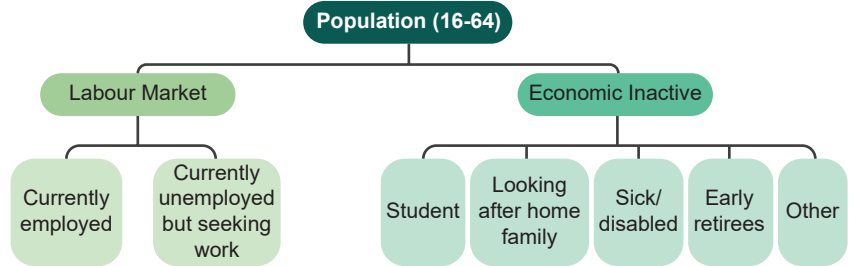 Population (16-64)
Labour Market
Economic Inactive
Currently
employed
Currently
unemployed
but seeking
work
Student
Looking
after home
family
Sick/
disabled
Early
retirees
Other